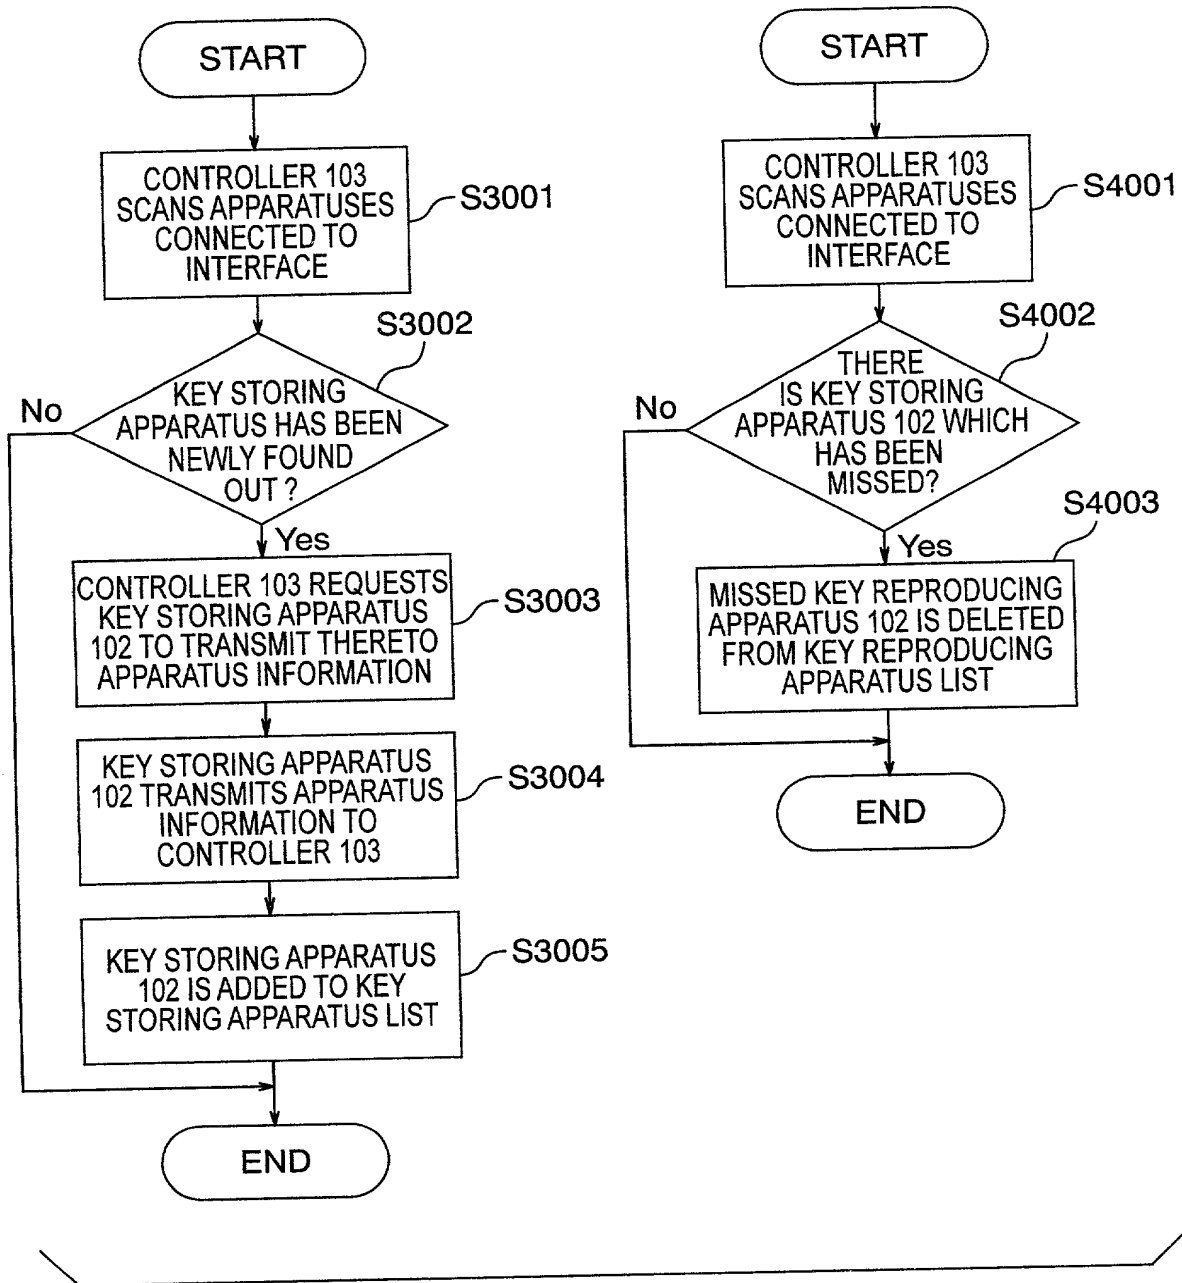 START
CONTROLLER 103
SCANS APPARATUSES
CONNECTED TO
INTERFACE
S3001
S3002
KEY STORING
APPARATUS HAS BEEN
NEWLY FOUND
OUT ?
No
Yes
CONTROLLER 103 REQUESTS
KEY STORING APPARATUS
102 TO TRANSMIT THERETO
APPARATUS INFORMATION
S3003
KEY STORING APPARATUS
102 TRANSMITS APPARATUS
INFORMATION TO
CONTROLLER 103
S3004
KEY STORING APPARATUS
102 IS ADDED TO KEY
STORING APPARATUS LIST
S3005
END
START
CONTROLLER 103
SCANS APPARATUSES
CONNECTED TO
INTERFACE
S4001
S4002
THERE
IS KEY STORING
APPARATUS 102 WHICH
HAS BEEN
MISSED?
No
Yes
S4003
MISSED KEY REPRODUCING
APPARATUS 102 IS DELETED
FROM KEY REPRODUCING
APPARATUS LIST
END